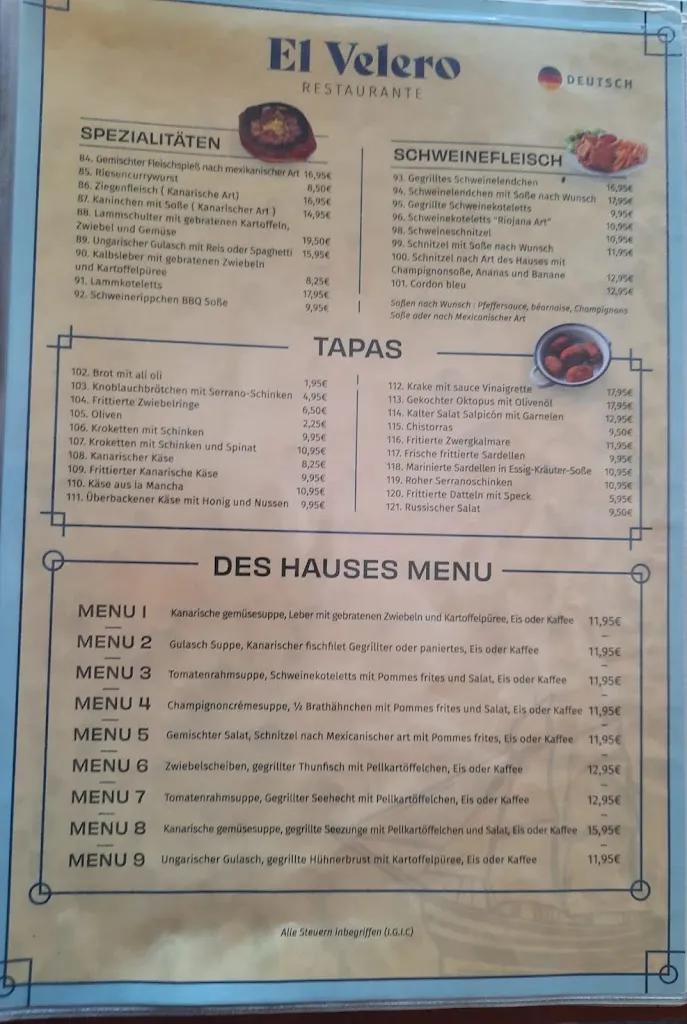 El Velero
RESTAURANTE
DEUTSCH
SPEZIALITÄTEN
84. Gemischter Fleischspieß nach mexikanischer Art 16,95€
85. Riesencurrywurst 8,50€
86. Ziegenfleisch ( Kanarische Art) 16,95€
87. Kaninchen mit Soße ( Kanarischer Art ) 14,95€
88. Lammschulter mit gebratenen Kartoffeln,
Zwiebel und Gemüse 19,50€
89. Ungarischer Gulasch mit Reis oder Spaghetti 15,95€
90. Kalbsleber mit gebratenen Zwiebeln
und Kartoffelpüree 8,25€
91. Lammkoteletts 17,95€
92. Schweinerippchen BBQ Soße 9,95€
SCHWEINEFLEISCH
93. Gegrilltes Schweinelendchen 16,95€
94. Schweinelendchen mit Soße nach Wunsch 17,95€
95. Gegrillte Schweinekoteletts 9,95€
96. Schweinekoteletts "Riojana Art" 10,95€
98. Schweineschnitzel 10,95€
99. Schnitzel mit Soße nach Wunsch 11,95€
100. Schnitzel nach Art des Hauses mit
Champignonsoße, Ananas und Banane 12,95€
101. Cordon bleu 12,95€
Soßen nach Wunsch : Pfeffersauce, béarnaise, Champignons
Soße oder nach Mexicanischer Art
TAPAS
102. Brot mit ali oli 1,95€
103. Knoblauchbrötchen mit Serrano-Schinken 4,95€
104. Frittierte Zwiebelringe 6,50€
105. Oliven 2,25€
106. Kroketten mit Schinken 9,95€
107. Kroketten mit Schinken und Spinat 10,95€
108. Kanarischer Käse 8,25€
109. Frittierter Kanarische Käse 9,95€
110. Käse aus la Mancha 10,95€
111. Überbackener Käse mit Honig und Nussen 9,95€
112. Krake mit sauce Vinaigrette 17,95€
113. Gekochter Oktopus mit Olivenöl 17,95€
114. Kalter Salat Salpicón mit Garnelen 12,95€
115. Chistorras 9,50€
116. Fritierte Zwergkalmare 11,95€
117. Frische frittierte Sardellen 9,95€
118. Marinierte Sardellen in Essig-Kräuter-Soße 10,95€
119. Roher Serranoschinken 10,95€
120. Frittierte Datteln mit Speck 5,95€
121. Russischer Salat 9,50€
DES HAUSES MENU
MENU 1 Kanarische gemüsesuppe, Leber mit gebratenen Zwiebeln und Kartoffelpüree, Eis oder Kaffee 11,95€
MENU 2 Gulasch Suppe, Kanarischer fischfilet Gegrillter oder paniertes, Eis oder Kaffee 11,95€
MENU 3 Tomatenrahmsuppe, Schweinekoteletts mit Pommes frites und Salat, Eis oder Kaffee 11,95€
MENU 4 Champignoncrémesuppe, ½ Brathähnchen mit Pommes frites und Salat, Eis oder Kaffee 11,95€
MENU 5 Gemischter Salat, Schnitzel nach Mexicanischer art mit Pommes frites, Eis oder Kaffee 11,95€
MENU 6 Zwiebelscheiben, gegrillter Thunfisch mit Pellkartöffelchen, Eis oder Kaffee 12,95€
MENU 7 Tomatenrahmsuppe, Gegrillter Seehecht mit Pellkartöffelchen, Eis oder Kaffee 12,95€
MENU 8 Kanarische gemüsesuppe, gegrillte Seezunge mit Pellkartöffelchen und Salat, Eis oder Kaffee 15,95€
MENU 9 Ungarischer Gulasch, gegrillte Hühnerbrust mit Kartoffelpüree, Eis oder Kaffee 11,95€
Alle Steuern inbegriffen (I.G.I.C)